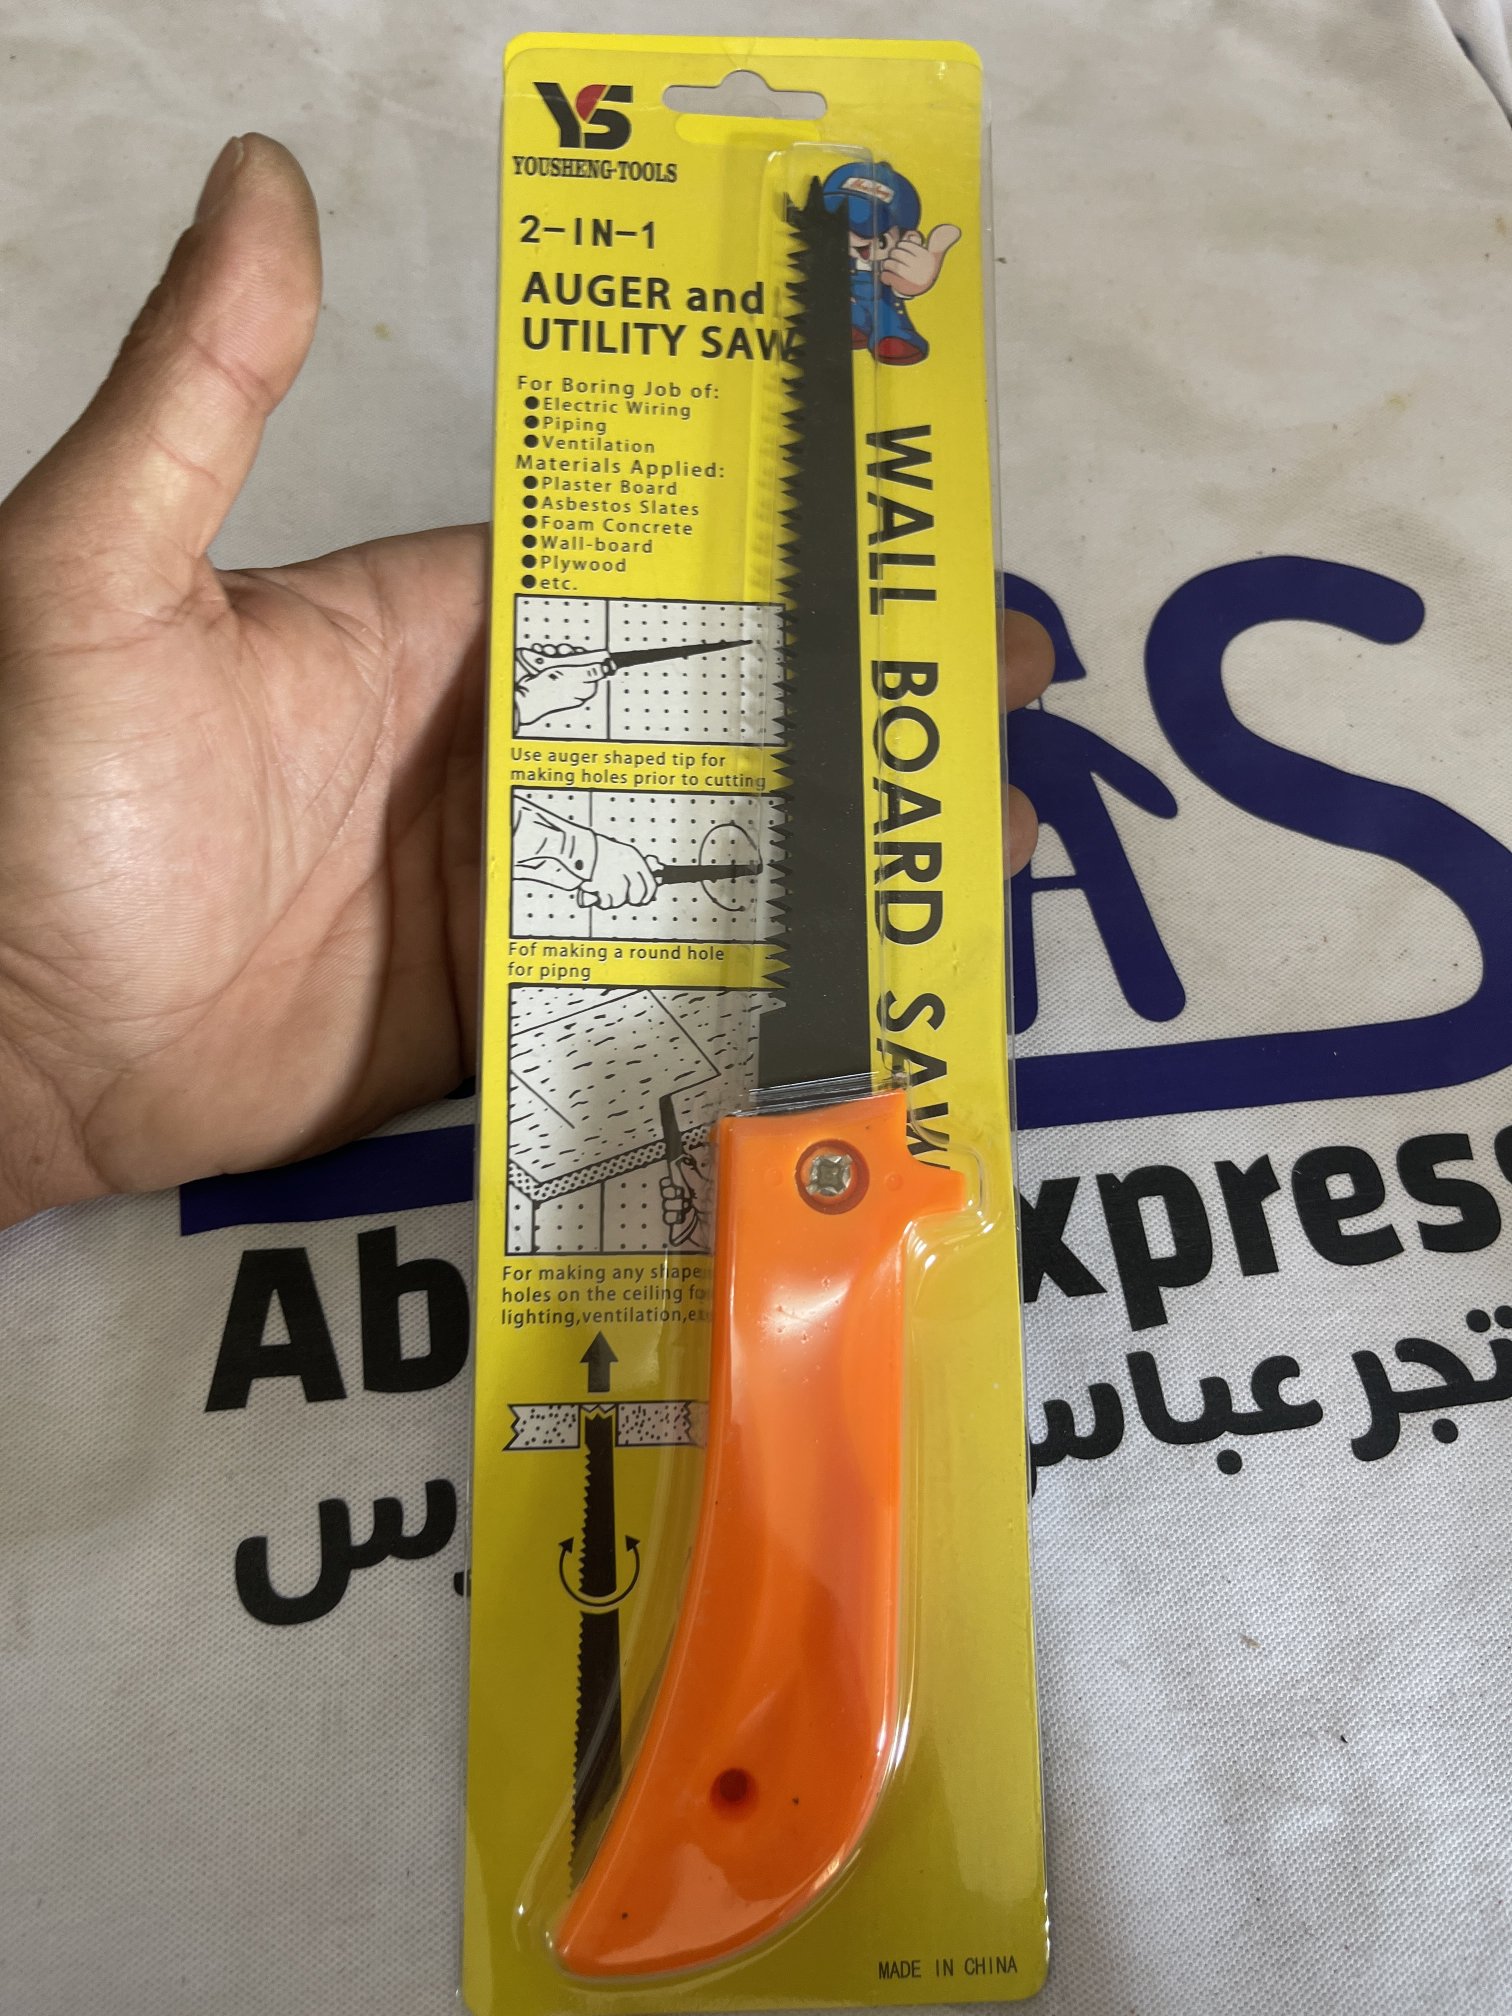 YS
YOUSHENG-TOOLS
2-IN-1
AUGER and
UTILITY SAW
For Boring Job of:
●Electric Wiring
●Piping
●Ventilation
Materials Applied:
●Plaster Board
●Asbestos Slates
●Foam Concrete
●Wall-board
●Plywood
●etc.
WALL BOARD SAW
Use auger shaped tip for
making holes prior to cutting
Fof making a round hole
for pipng
For making any shape
holes on the ceiling
lighting,ventilation,
MADE IN CHINA
Ab xpress
تجر عباس
رس